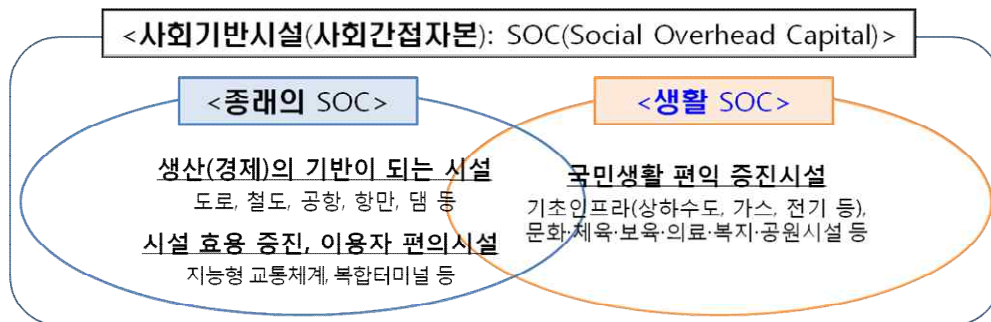 <사회기반시설(사회간접자본): SOC(Social Overhead Capital)>
<종래의 SOC>
<생활 SOC>
생산(경제)의 기반이 되는 시설
도로, 철도, 공항, 항만, 댐 등
시설 효용 증진, 이용자 편의시설
지능형 교통체계, 복합터미널 등
국민생활 편익 증진시설
기초인프라(상하수도, 가스, 전기 등),
문화·체육·보육·의료·복지·공원시설 등